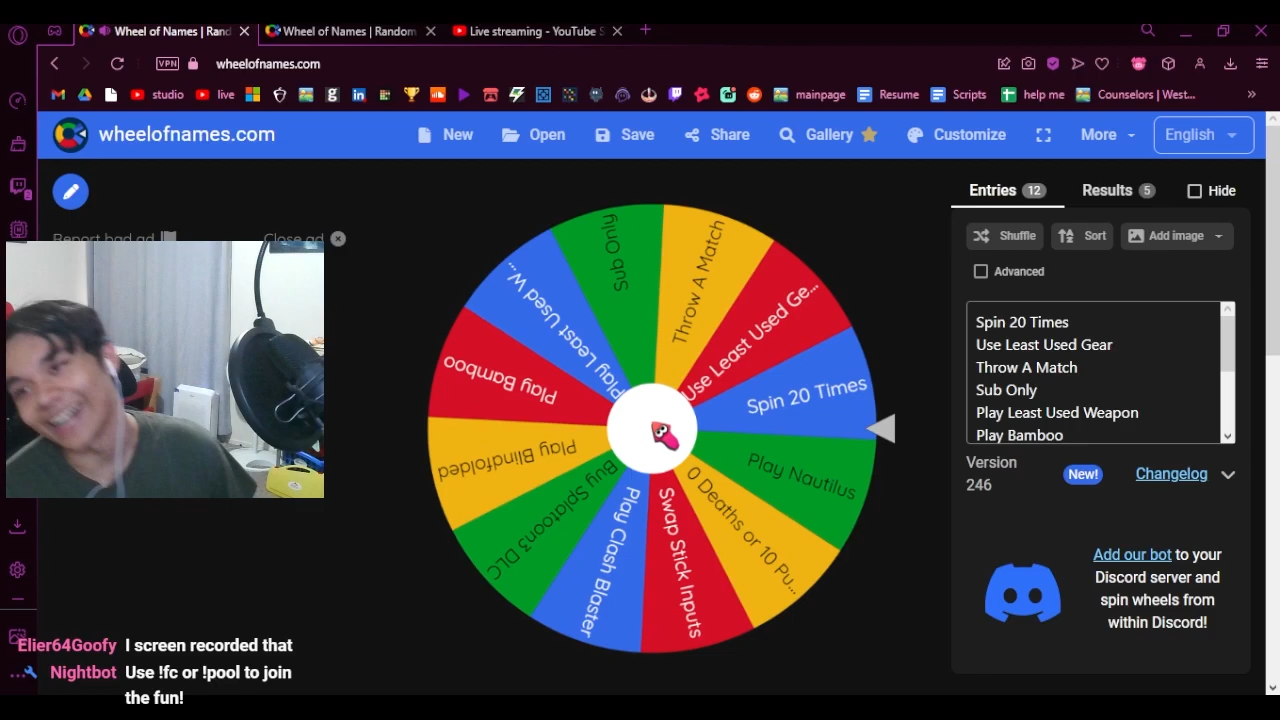 Wheel of Names | Rand
Wheel of Names | Random
Live streaming - YouTube S
VPN
wheelofnames.com
studio
live
mainpage
Resume
Scripts
help me
Counselors | West...
wheelofnames.com
New
Open
Save
Share
Gallery
Customize
More
English
Report bad ad
Close ad
Entries 12
Results 5
Hide
Shuffle
Sort
Add image
Advanced
Spin 20 Times
Use Least Used Gear
Throw A Match
Sub Only
Play Least Used Weapon
Play Bamboo
Version
246
New!
Changelog
Add our bot to your
Discord server and
spin wheels from
within Discord!
Sub Only
Throw A Match
Use Least Used Ge...
Spin 20 Times
Play Nautilus
0 Deaths or 10 Pu...
Swap Stick Inputs
Play Clash Blaster
Buy Splatoon3 DLC
Play Blindfolded
Play Bamboo
Play Least Used W...
Elier64Goofy I screen recorded that
Nightbot Use !fc or !pool to join
the fun!